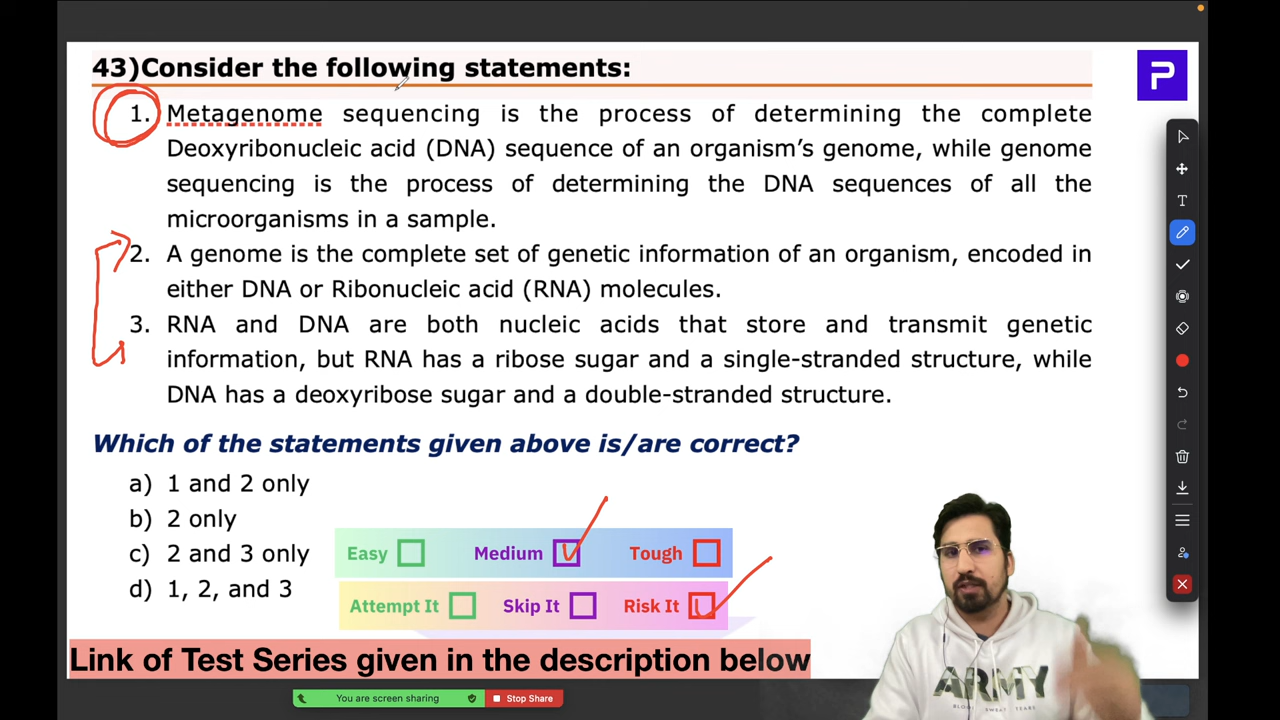 43)Consider the following statements:
1. Metagenome sequencing is the process of determining the complete
Deoxyribonucleic acid (DNA) sequence of an organism’s genome, while genome
sequencing is the process of determining the DNA sequences of all the
microorganisms in a sample.
2. A genome is the complete set of genetic information of an organism, encoded in
either DNA or Ribonucleic acid (RNA) molecules.
3. RNA and DNA are both nucleic acids that store and transmit genetic
information, but RNA has a ribose sugar and a single-stranded structure, while
DNA has a deoxyribose sugar and a double-stranded structure.
Which of the statements given above is/are correct?
a) 1 and 2 only
b) 2 only
c) 2 and 3 only
d) 1, 2, and 3
Easy Medium Tough
Attempt It Skip It Risk It
Link of Test Series given in the description below
You are screen sharing Stop Share
P
T
ARMY